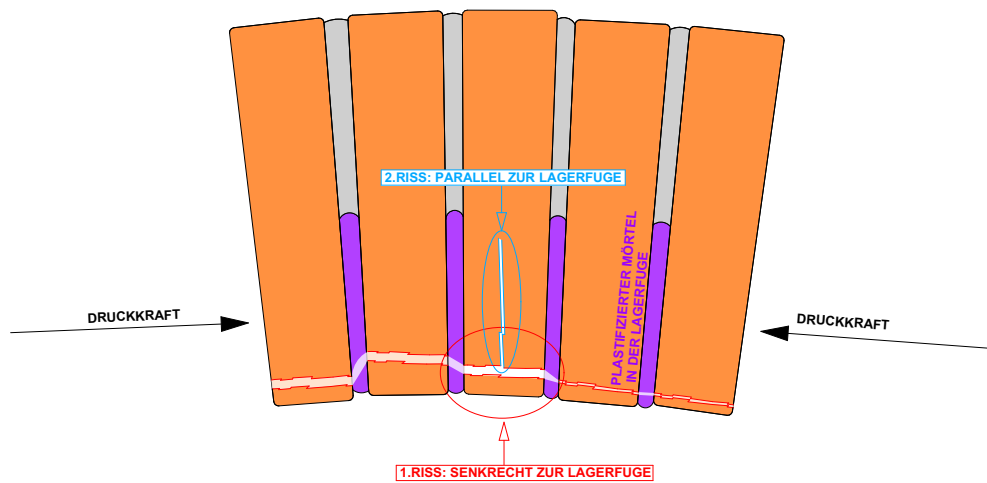 2.RISS: PARALLEL ZUR LAGERFUGE
PLASTIFIZIERTER MÖRTEL
IN DER LAGERFUGE
DRUCKKRAFT
DRUCKKRAFT
1.RISS: SENKRECHT ZUR LAGERFUGE